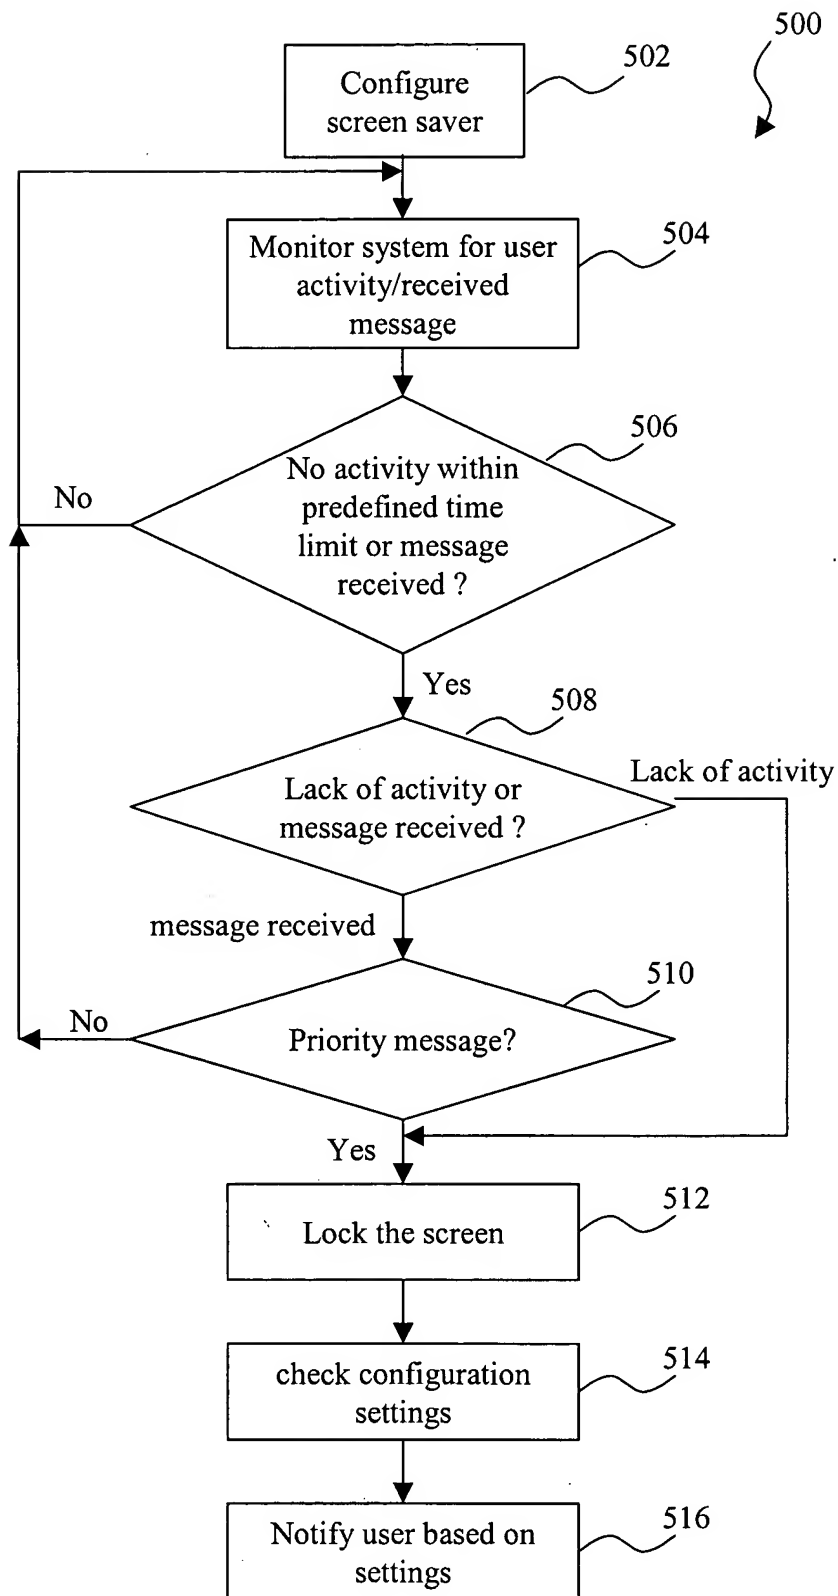 500
502
Configure
screen saver
504
Monitor system for user
activity/received
message
506
No activity within
predefined time
limit or message
received ?
No
Yes
508
Lack of activity or
message received ?
Lack of activity
message received
510
Priority message?
No
Yes
512
Lock the screen
514
check configuration
settings
516
Notify user based on
settings